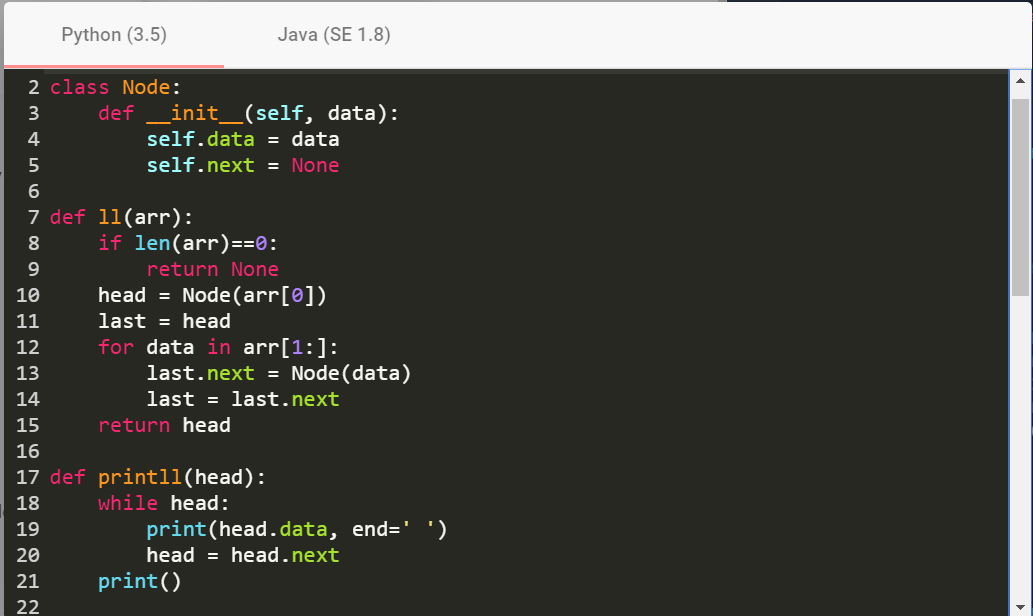 Python (3.5) Java (SE 1.8)
2 class Node:
3     def __init__(self, data):
4         self.data = data
5         self.next = None
6
7 def ll(arr):
8     if len(arr)==0:
9         return None
10     head = Node(arr[0])
11     last = head
12     for data in arr[1:]:
13         last.next = Node(data)
14         last = last.next
15     return head
16
17 def printll(head):
18     while head:
19         print(head.data, end=' ')
20         head = head.next
21     print()
22